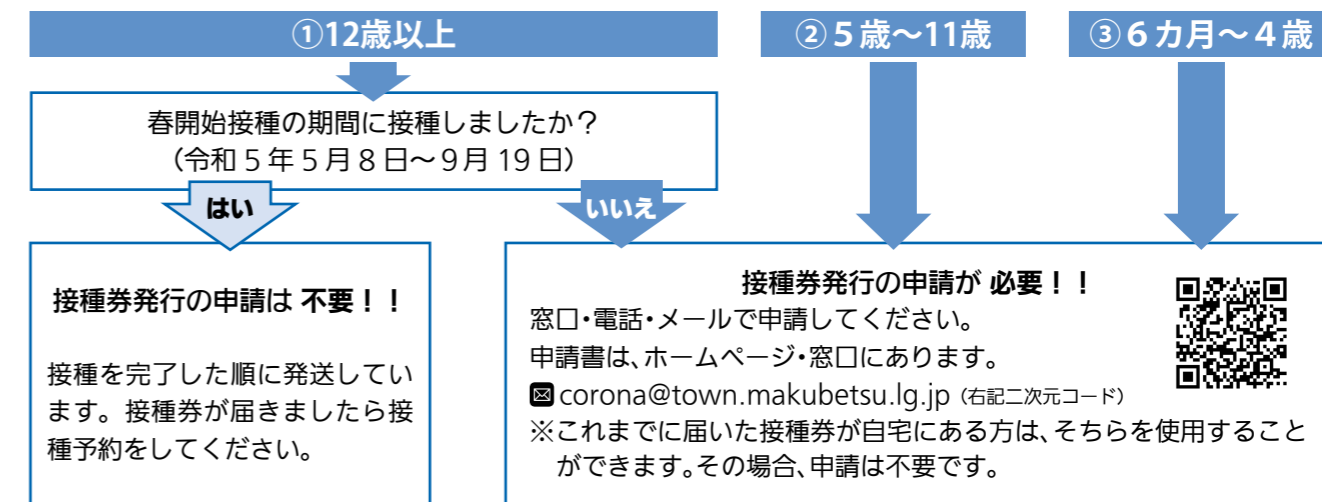 ①12歳以上
②5歳～11歳
③6カ月～4歳
春開始接種の期間に接種しましたか？
（令和5年5月8日～9月19日）
はい
いいえ
接種券発行の申請は 不要！！
接種を完了した順に発送してい
ます。接種券が届きましたら接
種予約をしてください。
接種券発行の申請が 必要！！
窓口・電話・メールで申請してください。
申請書は、ホームページ・窓口にあります。
corona@town.makubetsu.lg.jp（右記二次元コード）
※これまでに届いた接種券が自宅にある方は、そちらを使用すること
ができます。その場合、申請は不要です。